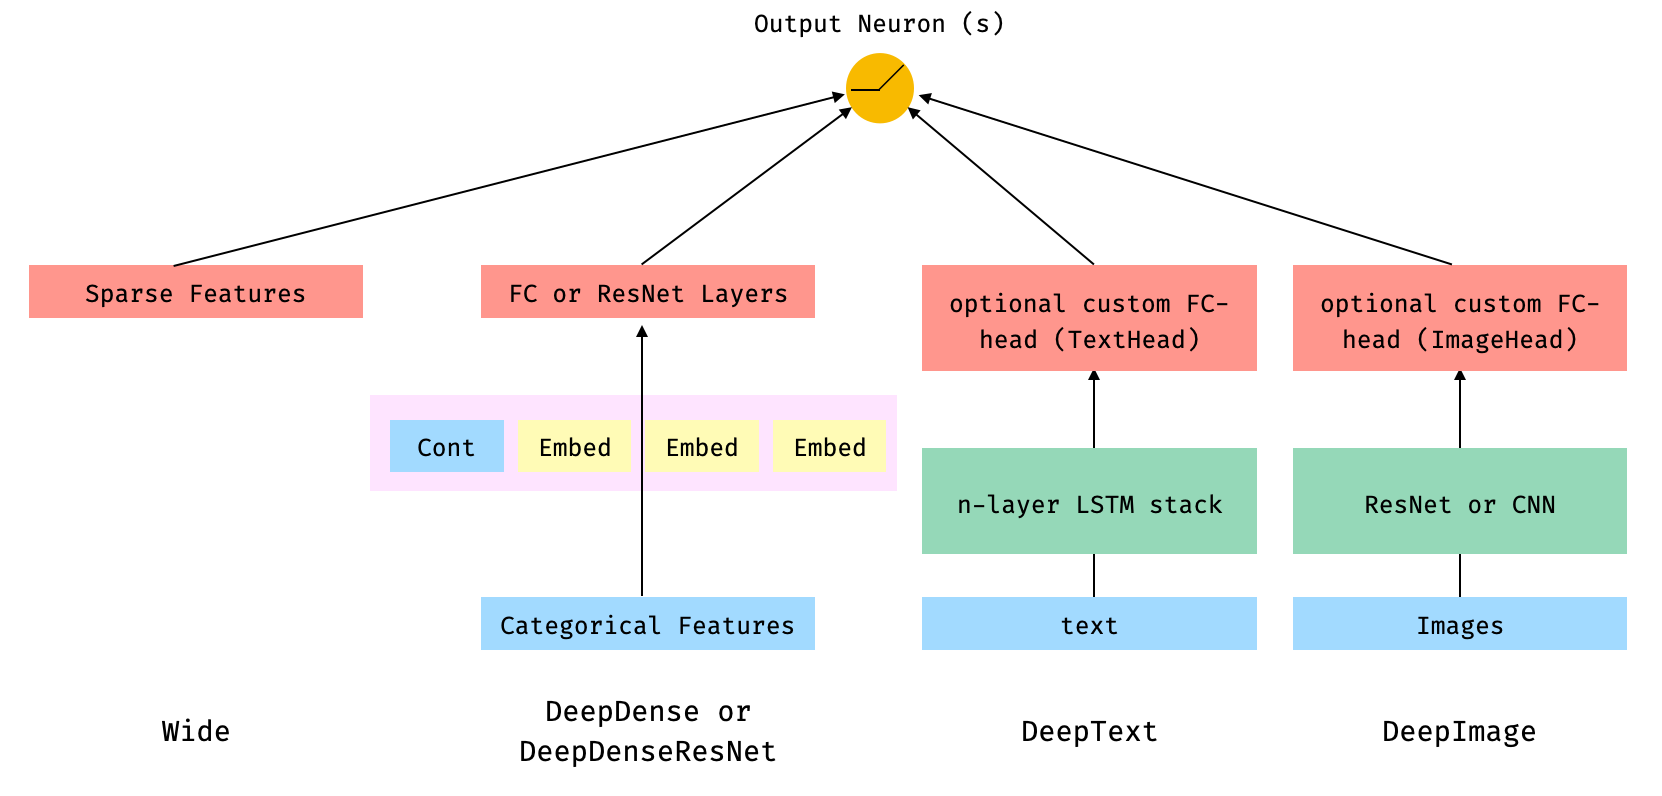 Output Neuron (s)
Sparse Features
FC or ResNet Layers
optional custom FC-
head (TextHead)
optional custom FC-
head (ImageHead)
Cont
Embed
Embed
Embed
n-layer LSTM stack
ResNet or CNN
Categorical Features
text
Images
Wide
DeepDense or
DeepDenseResNet
DeepText
DeepImage